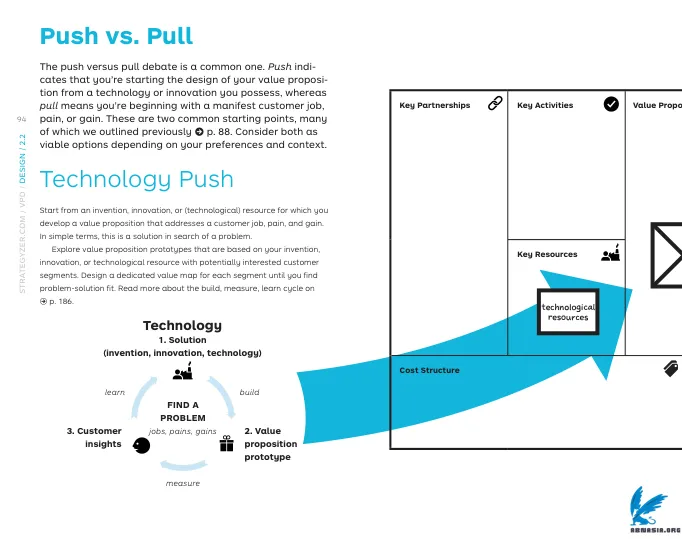 Push vs. Pull
The push versus pull debate is a common one. Push indi-
cates that you're starting the design of your value proposi-
tion from a technology or innovation you possess, whereas
pull means you're beginning with a manifest customer job,
pain, or gain. These are two common starting points, many
of which we outlined previously p. 88. Consider both as
viable options depending on your preferences and context.
94
STRATEGYZER.COM / VPD / DESIGN / 2.2
Technology Push
Start from an invention, innovation, or (technological) resource for which you
develop a value proposition that addresses a customer job, pain, and gain.
In simple terms, this is a solution in search of a problem.
Explore value proposition prototypes that are based on your invention,
innovation, or technological resource with potentially interested customer
segments. Design a dedicated value map for each segment until you find
problem-solution fit. Read more about the build, measure, learn cycle on
p. 186.
Technology
1. Solution
(invention, innovation, technology)
learn
build
FIND A
PROBLEM
jobs, pains, gains
3. Customer
insights
2. Value
proposition
prototype
measure
Key Partnerships
Key Activities
Value Propo
Key Resources
technological
resources
Cost Structure
ARMASIA.ORG